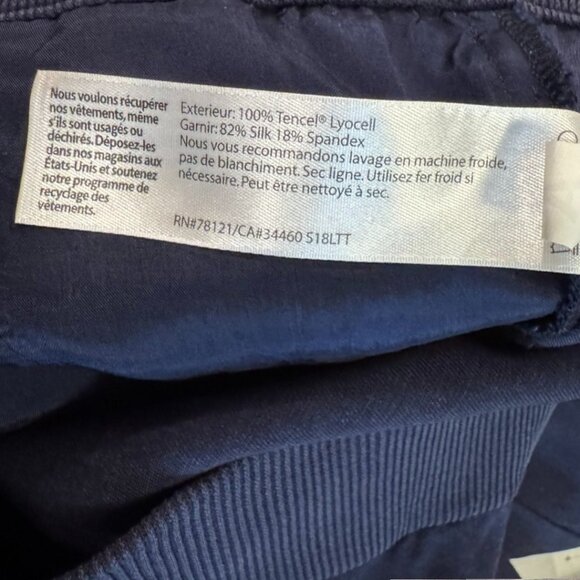 Nous voulons récupérer
nos vêtements, même
s'ils sont usagés ou
déchirés. Déposez-les
dans nos magasins aux
États-Unis et soutenez
notre programme de
recyclage des
vêtements.
Exterieur: 100% Tencel® Lyocell
Garnir: 82% Silk 18% Spandex
Nous vous recommandons lavage en machine froide,
pas de blanchiment. Sec ligne. Utilisez fer froid si
nécessaire. Peut être nettoyé à sec.
RN#78121/CA#34460 S18LTT